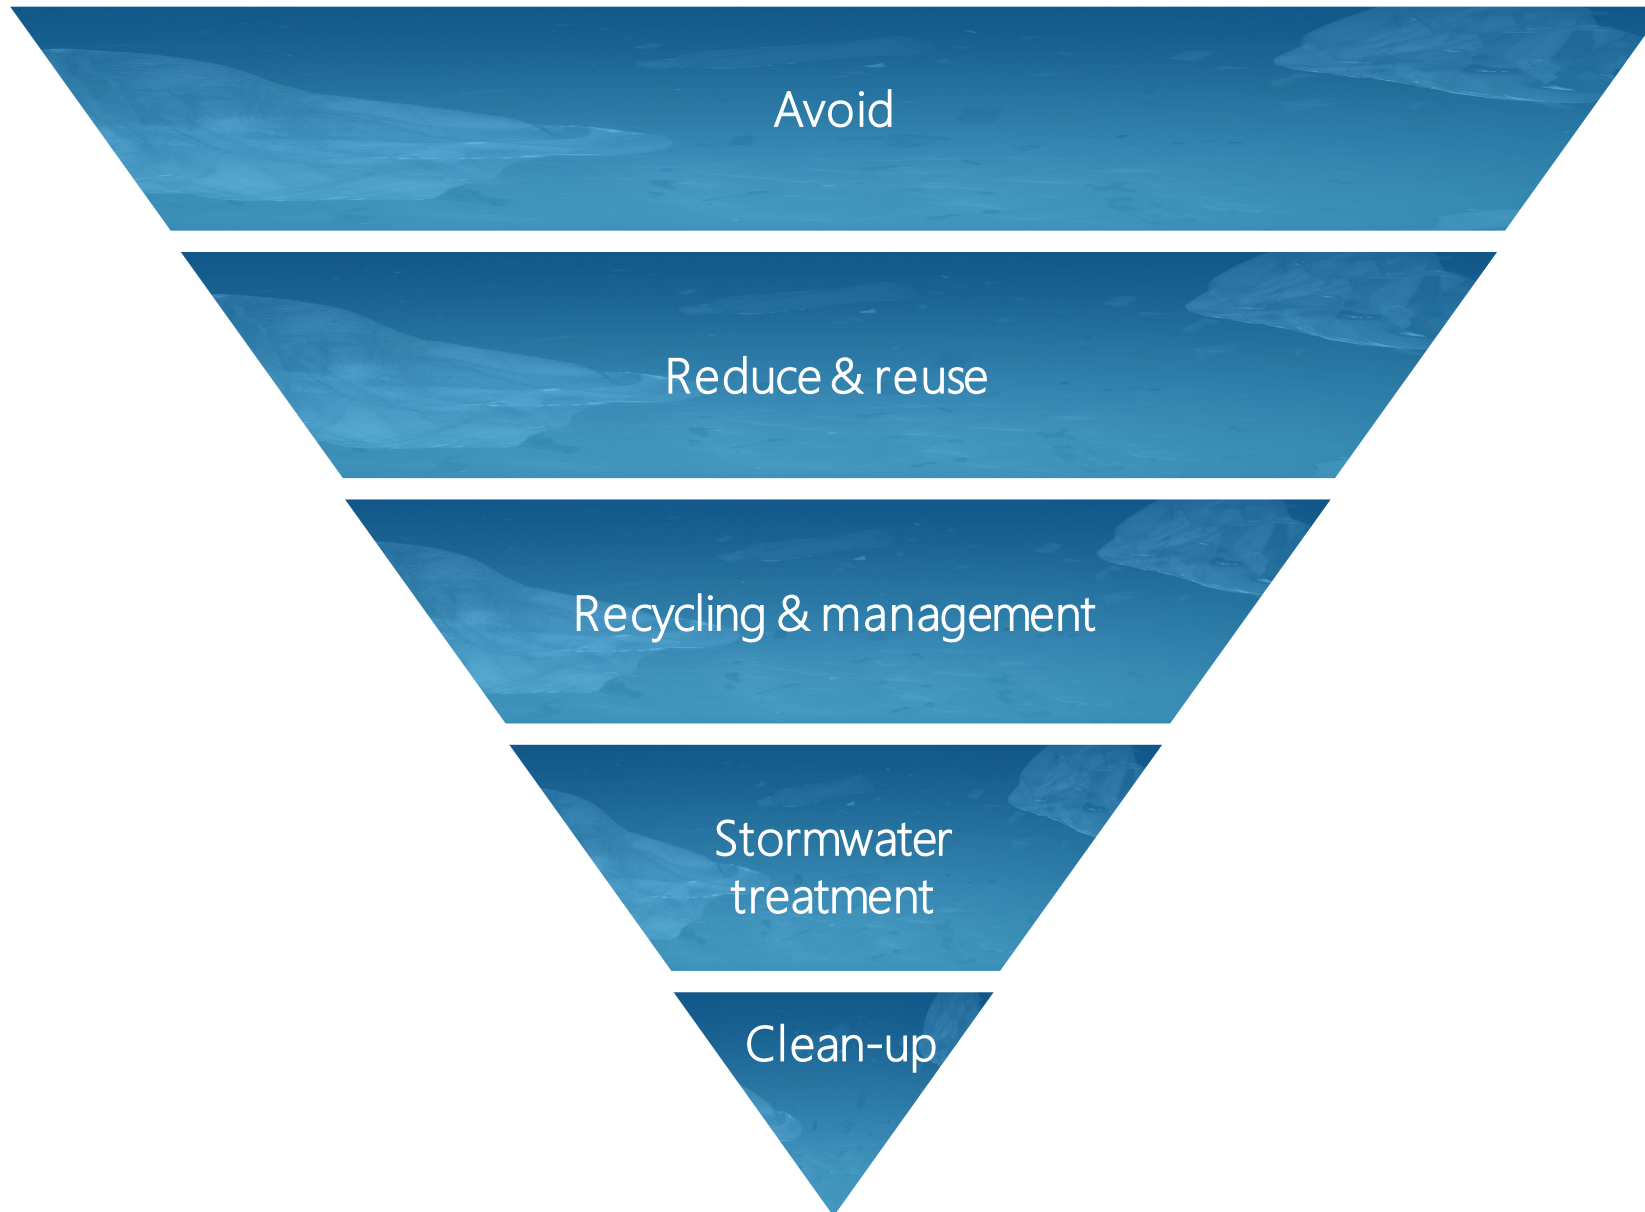 Avoid
Reduce & reuse
Recycling & management
Stormwater
treatment
Clean-up